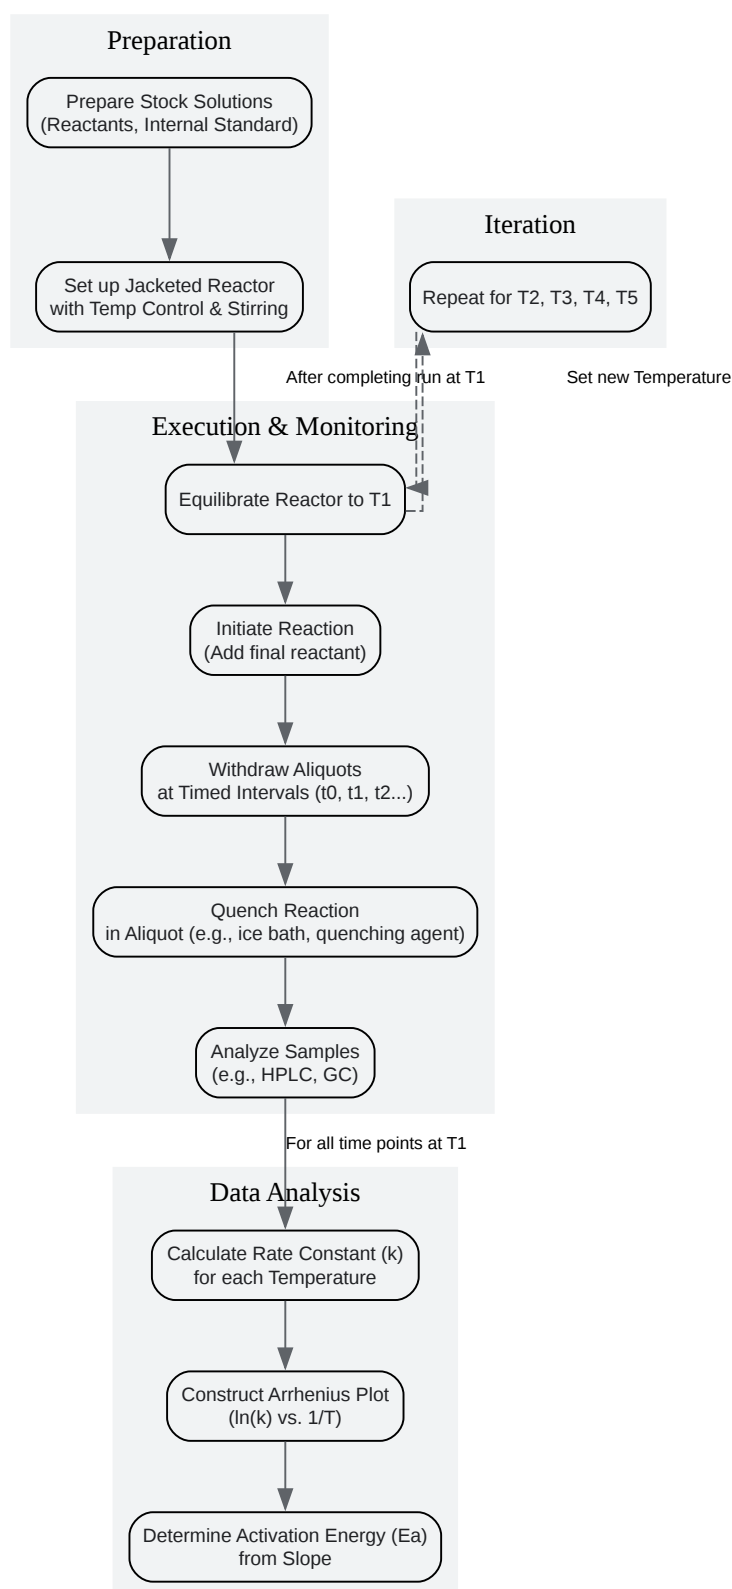 Preparation
Prepare Stock Solutions
(Reactants, Internal Standard)
Set up Jacketed Reactor
with Temp Control & Stirring
Iteration
Repeat for T2, T3, T4, T5
After completing run at T1
Set new Temperature
Execution & Monitoring
Equilibrate Reactor to T1
Initiate Reaction
(Add final reactant)
Withdraw Aliquots
at Timed Intervals (t0, t1, t2...)
Quench Reaction
in Aliquot (e.g., ice bath, quenching agent)
Analyze Samples
(e.g., HPLC, GC)
For all time points at T1
Data Analysis
Calculate Rate Constant (k)
for each Temperature
Construct Arrhenius Plot
(ln(k) vs. 1/T)
Determine Activation Energy (Ea)
from Slope